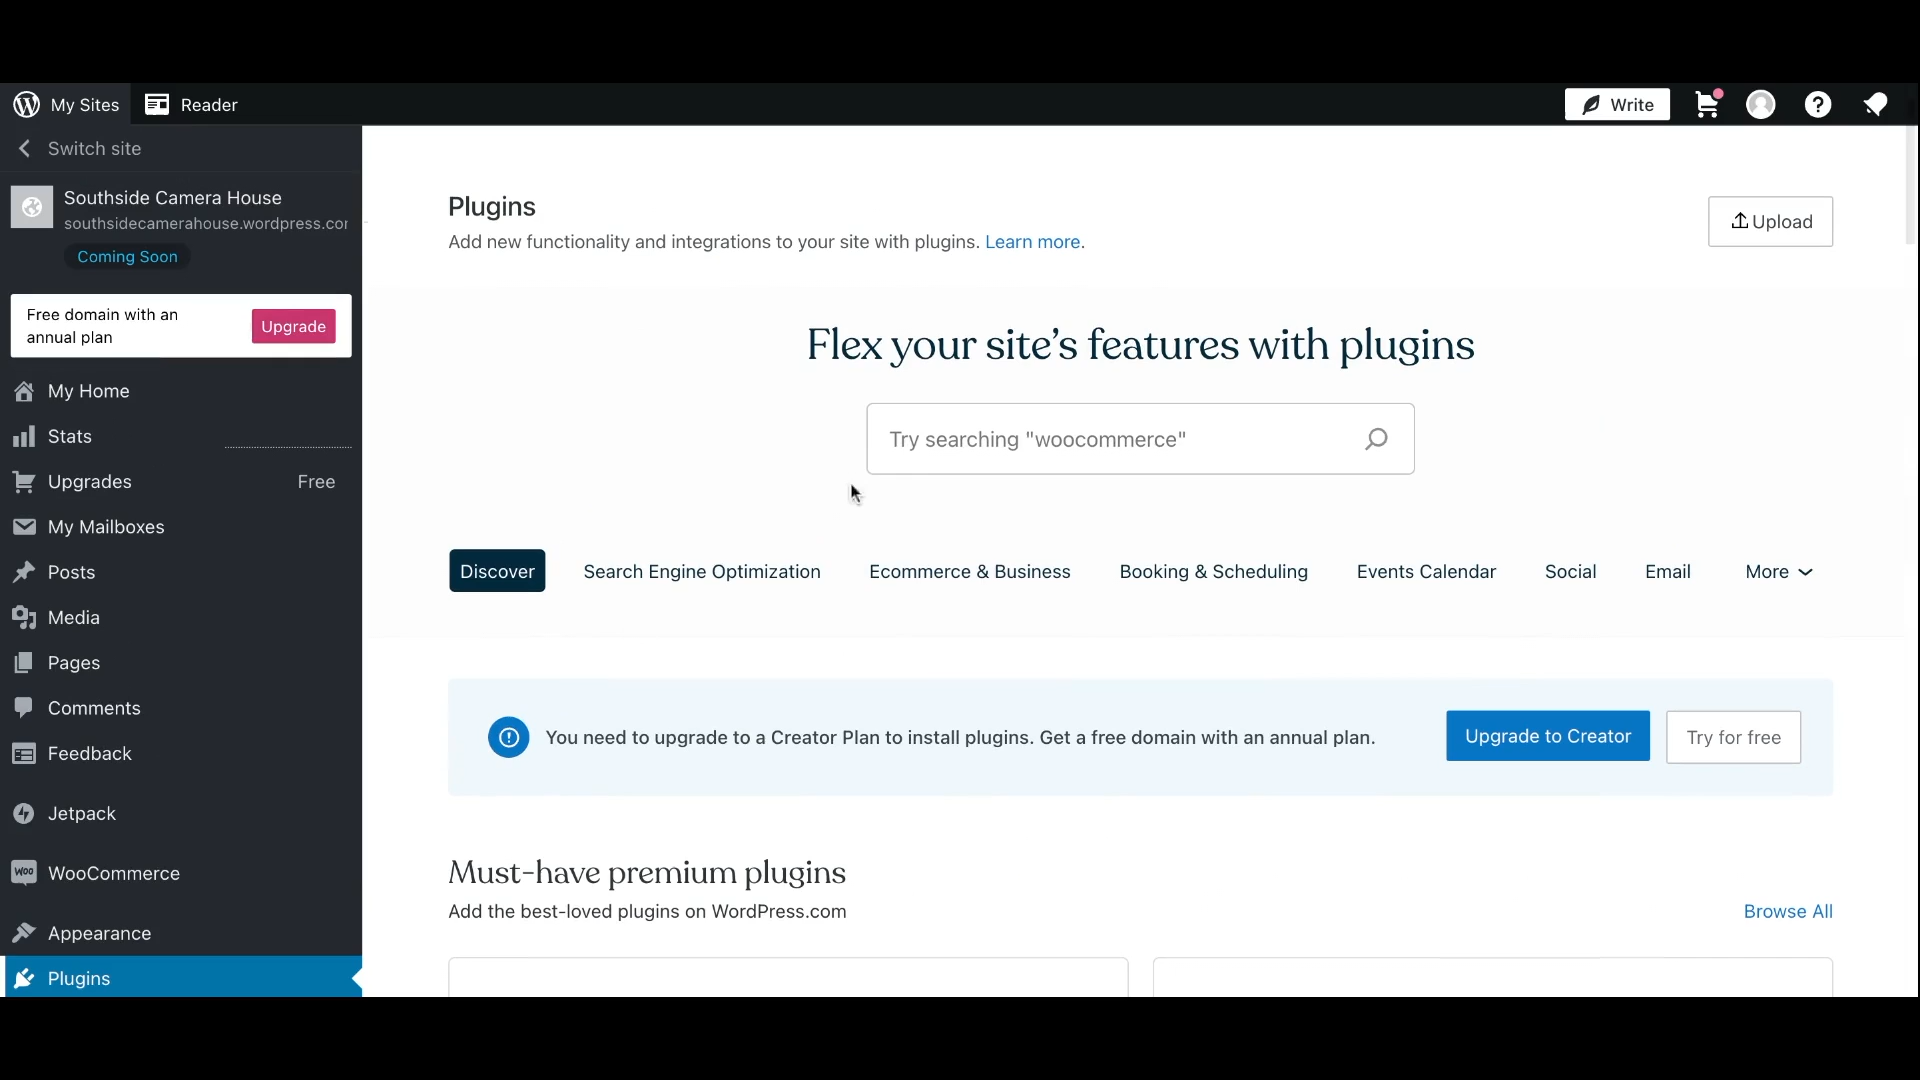 My Sites
Reader
Write
Switch site
Southside Camera House
southsidecamerahouse.wordpress.cor
Coming Soon
Free domain with an
annual plan
Upgrade
My Home
Stats
Upgrades
Free
My Mailboxes
Posts
Media
Pages
Comments
Feedback
Jetpack
Woo
WooCommerce
Appearance
Plugins
Plugins
Add new functionality and integrations to your site with plugins. Learn more.
Upload
Flex your site’s features with plugins
Try searching "woocommerce"
Discover
Search Engine Optimization
Ecommerce & Business
Booking & Scheduling
Events Calendar
Social
Email
More
You need to upgrade to a Creator Plan to install plugins. Get a free domain with an annual plan.
Upgrade to Creator
Try for free
Must-have premium plugins
Add the best-loved plugins on WordPress.com
Browse All